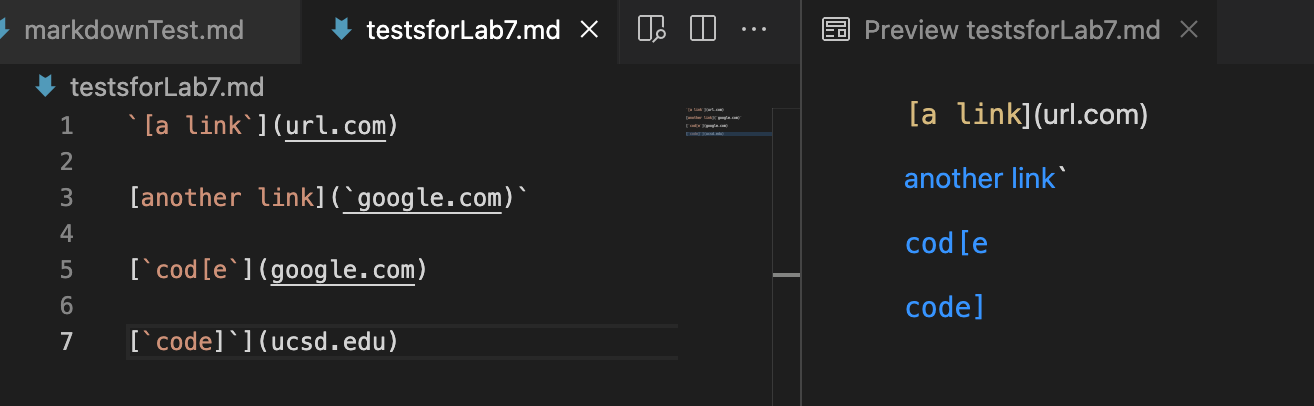 markdownTest.md
testsforLab7.md
Preview testsforLab7.md
testsforLab7.md
1 `[a link`](url.com)
2
3 [another link](`google.com)`
4
5 [`cod[e`](google.com)
6
7 [`code]`](ucsd.edu)
[a link](url.com)
another link`
cod[e
code]